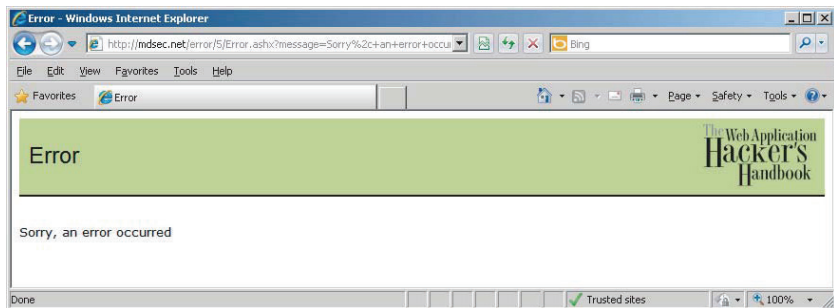 Error - Windows Internet Explorer
http://mdsec.net/error/5/Error.ashx?message=Sorry%2c+an+error+occu
Bing
File Edit View Favorites Tools Help
Favorites Error Page Safety Tools
Error
The Web Application
Hacker's
Handbook
Sorry, an error occurred
Done Trusted sites 100%